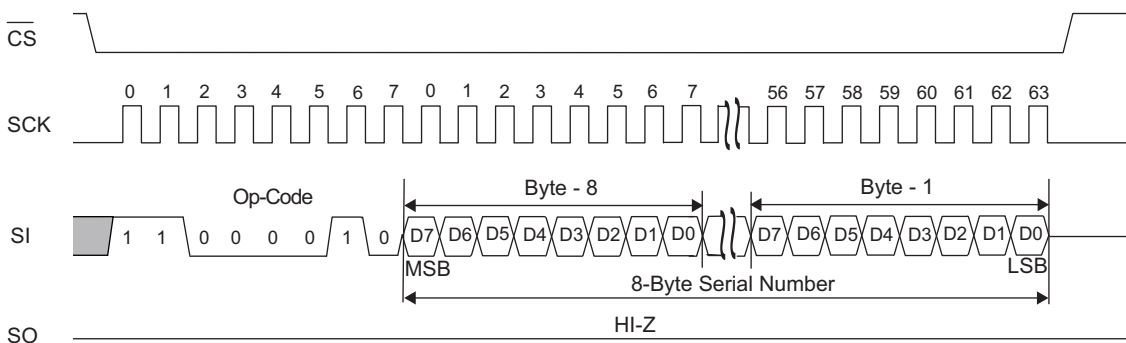 CS
0 1 2 3 4 5 6 7 0 1 2 3 4 5 6 7 56 57 58 59 60 61 62 63
SCK
Op-Code Byte - 8 Byte - 1
SI 1 1 0 0 0 0 1 0 D7 D6 D5 D4 D3 D2 D1 D0 D7 D6 D5 D4 D3 D2 D1 D0
MSB LSB
8-Byte Serial Number
HI-Z
SO